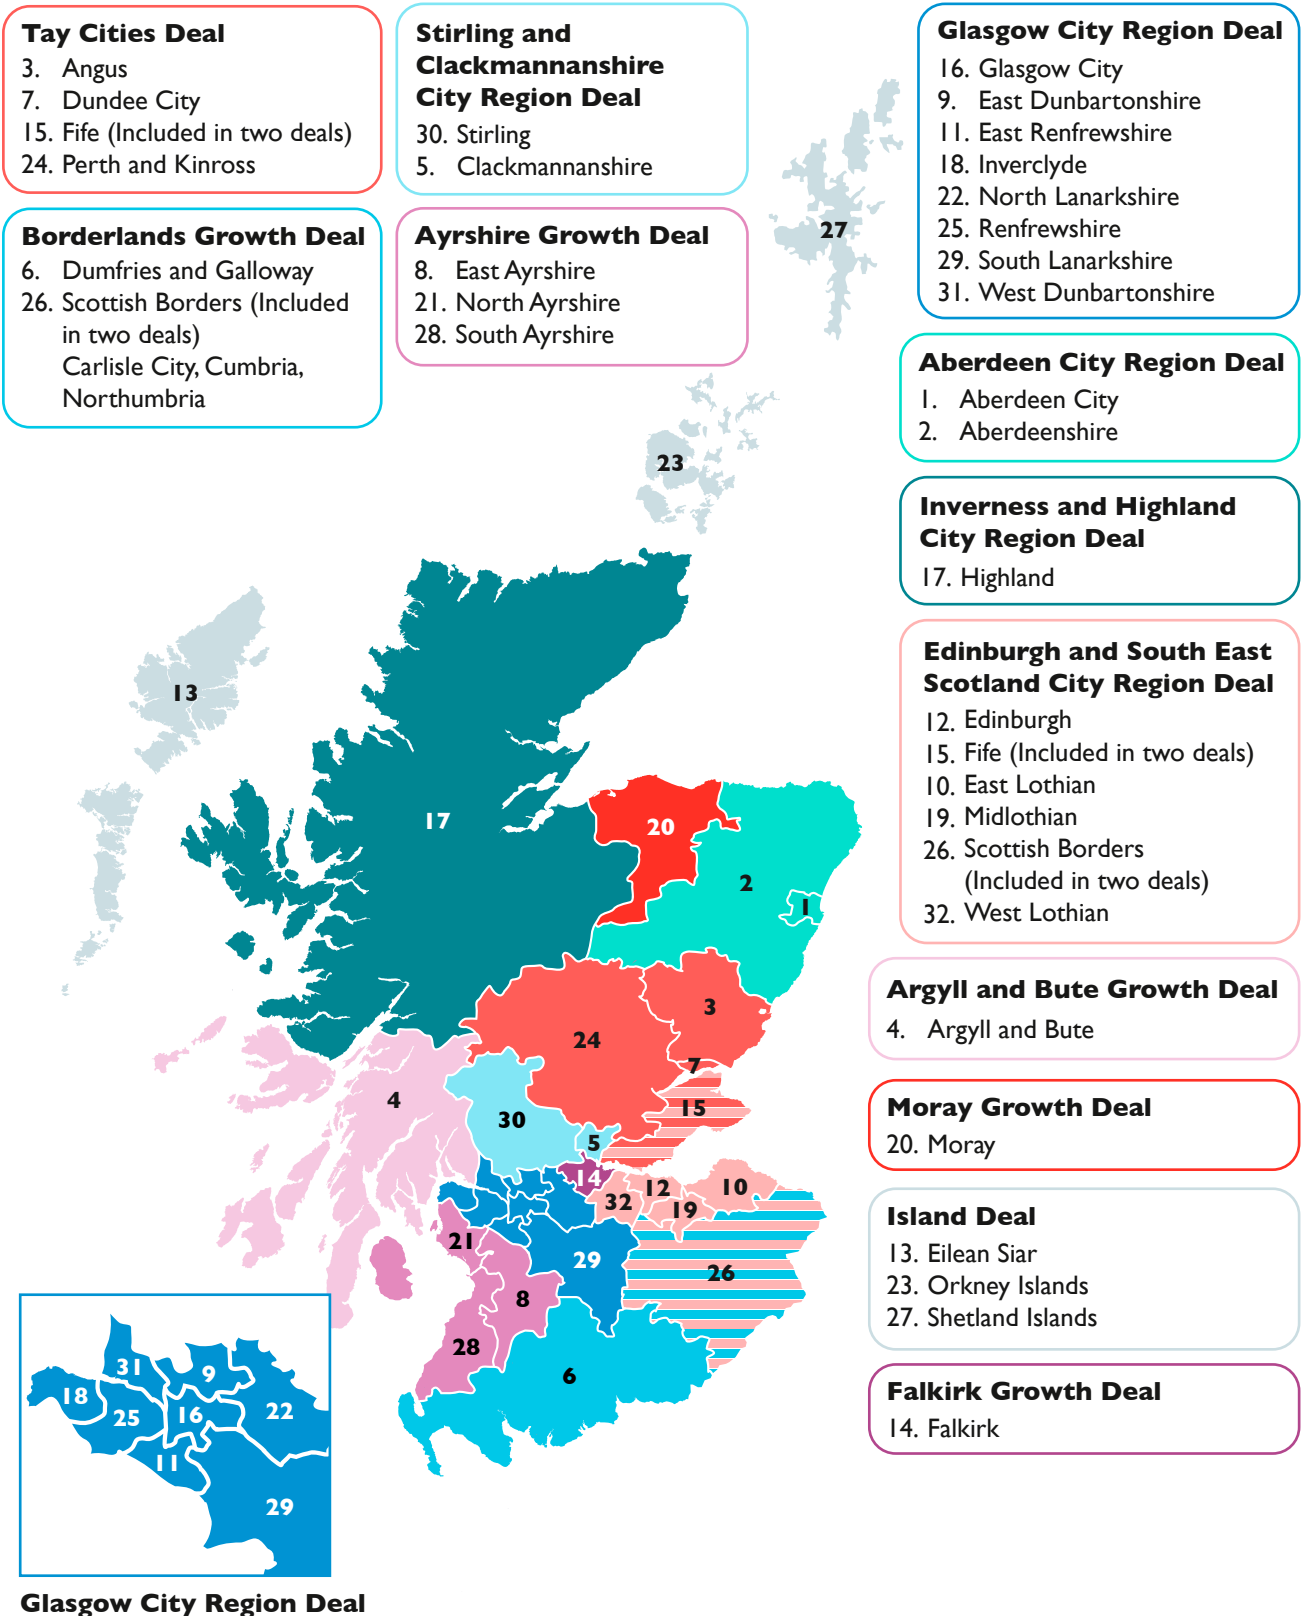 Tay Cities Deal
3. Angus
7. Dundee City
15. Fife (Included in two deals)
24. Perth and Kinross
Stirling and
Clackmannanshire
City Region Deal
30. Stirling
5. Clackmannanshire
Glasgow City Region Deal
16. Glasgow City
9. East Dunbartonshire
11. East Renfrewshire
18. Inverclyde
22. North Lanarkshire
25. Renfrewshire
29. South Lanarkshire
31. West Dunbartonshire
Borderlands Growth Deal
6. Dumfries and Galloway
26. Scottish Borders (Included
in two deals)
Carlisle City, Cumbria,
Northumbria
Ayrshire Growth Deal
8. East Ayrshire
21. North Ayrshire
28. South Ayrshire
Aberdeen City Region Deal
1. Aberdeen City
2. Aberdeenshire
Inverness and Highland
City Region Deal
17. Highland
Edinburgh and South East
Scotland City Region Deal
12. Edinburgh
15. Fife (Included in two deals)
10. East Lothian
19. Midlothian
26. Scottish Borders
(Included in two deals)
32. West Lothian
Argyll and Bute Growth Deal
4. Argyll and Bute
Moray Growth Deal
20. Moray
Island Deal
13. Eilean Siar
23. Orkney Islands
27. Shetland Islands
Falkirk Growth Deal
14. Falkirk
27
23
13
17
20
2
1
3
24
7
15
4
30
5
14
12
10
32
19
21
29
26
8
28
6
31
9
18
25
16
22
11
29
Glasgow City Region Deal